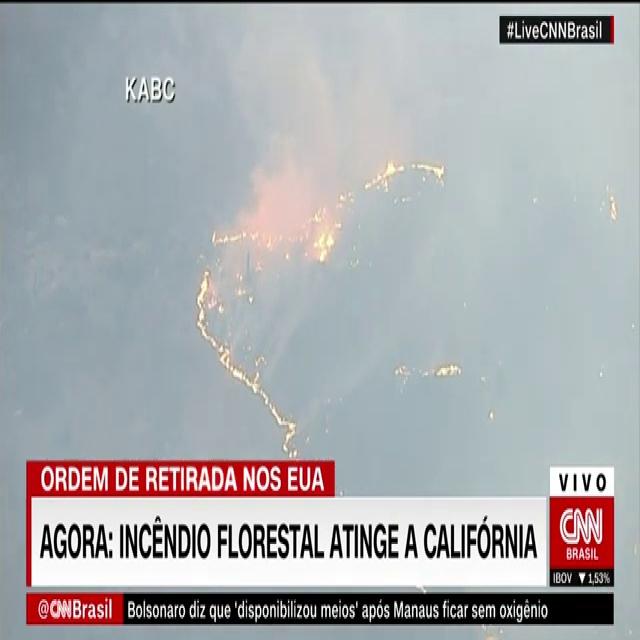 #LiveCNNBrasil
KABC
ORDEM DE RETIRADA NOS EUA
AGORA: INCÊNDIO FLORESTAL ATINGE A CALIFÓRNIA
VIVO
CNN
BRASIL
IBOV ▼ 1,53%
@CNNBrasil Bolsonaro diz que 'disponibilizou meios' após Manaus ficar sem oxigênio